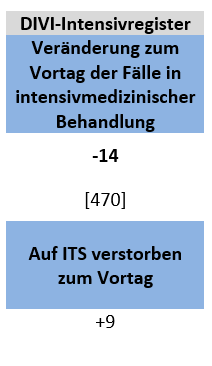 DIVI-Intensivregister
Veränderung zum
Vortag der Fälle in
intensivmedizinischer
Behandlung
-14
[470]
Auf ITS verstorben
zum Vortag
+9